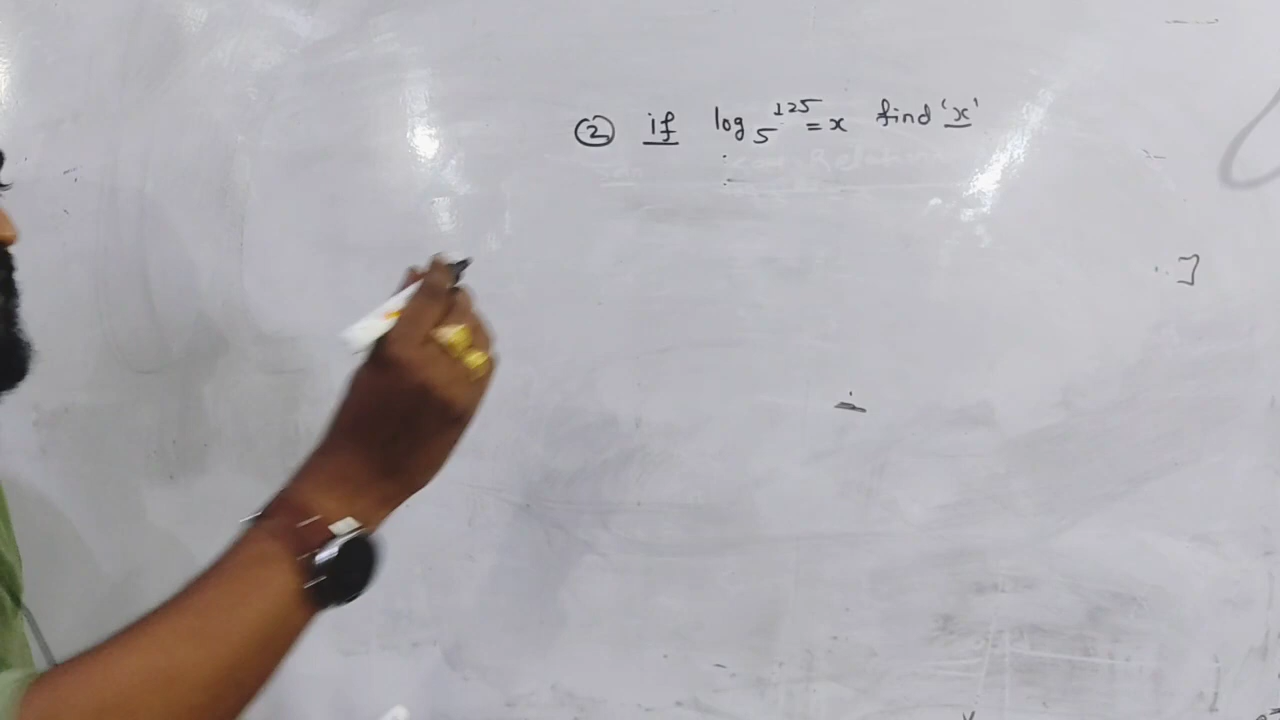 ② if log₅¹²⁵ = x find 'x'